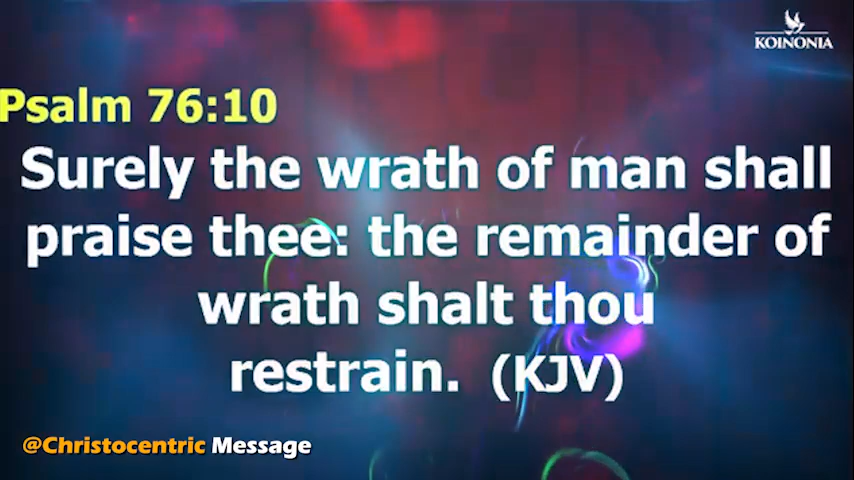 KOINONIA
Psalm 76:10
Surely the wrath of man shall
praise thee: the remainder of
wrath shalt thou
restrain. (KJV)
@Christocentric Message